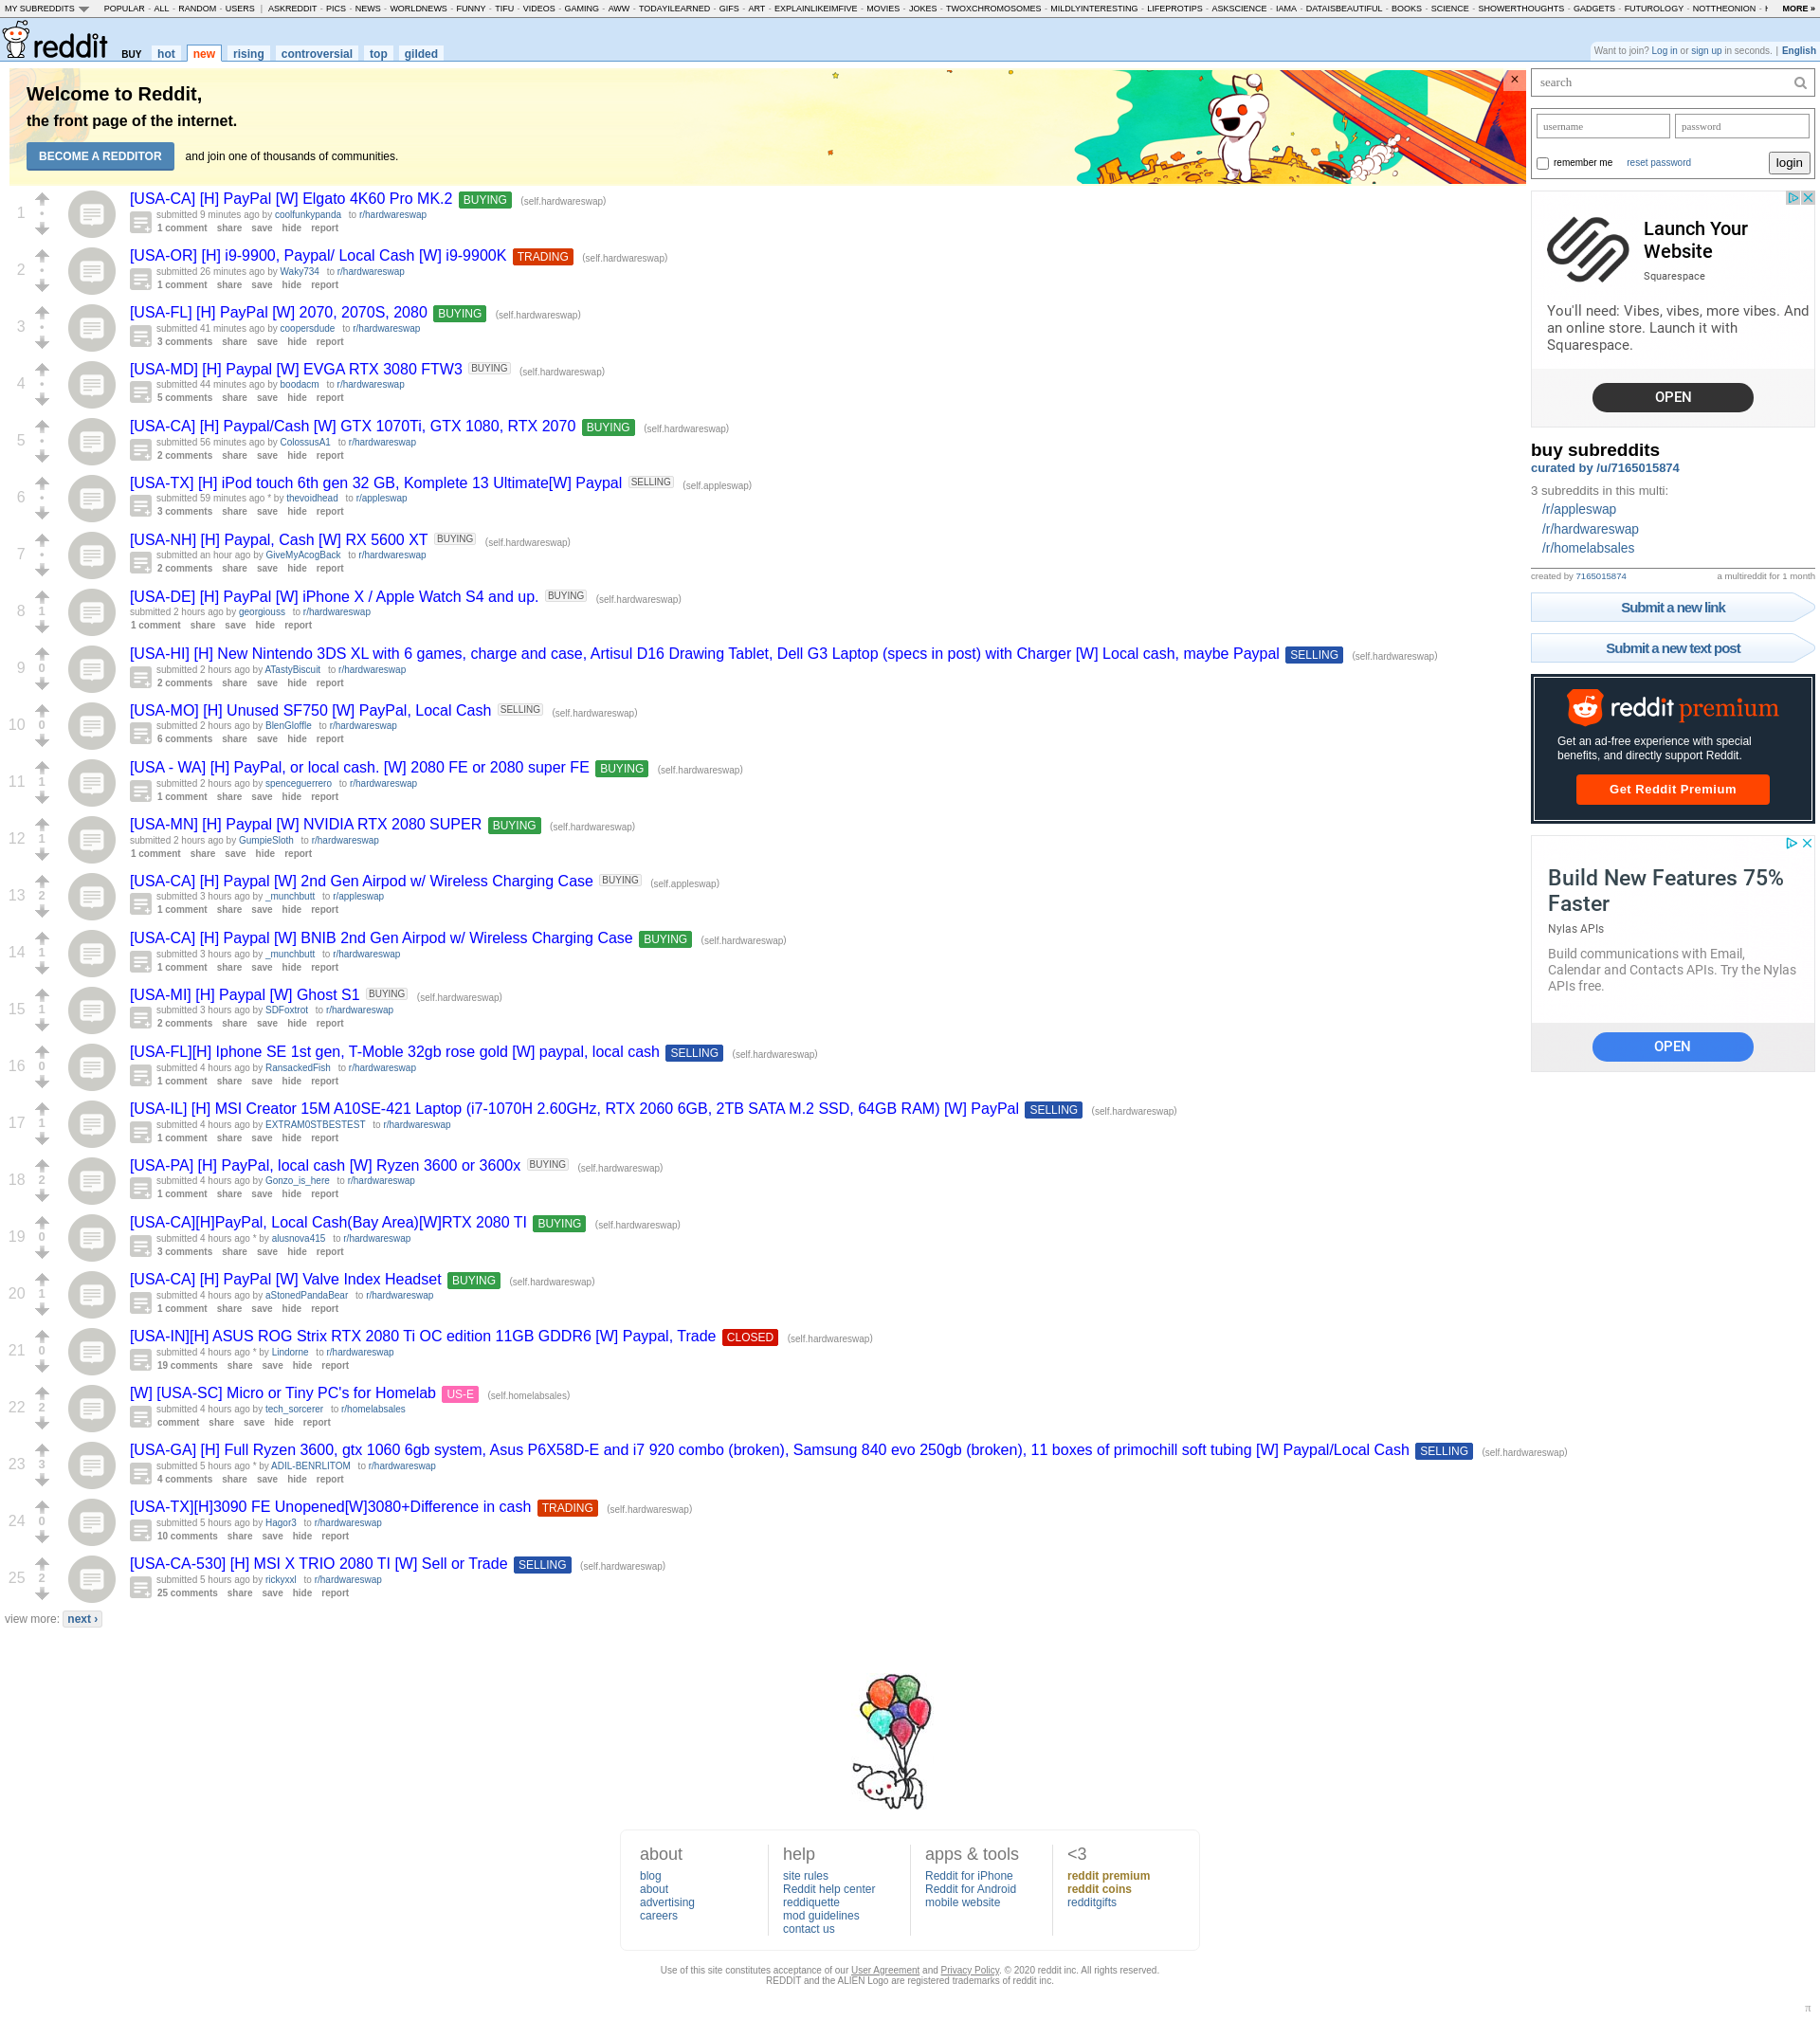 MY SUBREDDITS POPULAR - ALL - RANDOM - USERS | ASKREDDIT - PICS - NEWS - WORLDNEWS - FUNNY - TIFU - VIDEOS - GAMING - AWW - TODAYILEARNED - GIFS - ART - EXPLAINLIKEIMFIVE - MOVIES - JOKES - TWOXCHROMOSOMES - MILDLYINTERESTING - LIFEPROTIPS - ASKSCIENCE - IAMA - DATAISBEAUTIFUL - BOOKS - SCIENCE - SHOWERTHOUGHTS - GADGETS - FUTUROLOGY - NOTTHEONION - MORE »
reddit BUY hot new rising controversial top gilded
Want to join? Log in or sign up in seconds. | English
Welcome to Reddit,
the front page of the internet.
BECOME A REDDITOR and join one of thousands of communities.
×
1 [USA-CA] [H] PayPal [W] Elgato 4K60 Pro MK.2 BUYING (self.hardwareswap)
submitted 9 minutes ago by coolfunkypanda to r/hardwareswap
1 comment share save hide report
2 [USA-OR] [H] i9-9900, Paypal/ Local Cash [W] i9-9900K TRADING (self.hardwareswap)
submitted 26 minutes ago by Waky734 to r/hardwareswap
1 comment share save hide report
3 [USA-FL] [H] PayPal [W] 2070, 2070S, 2080 BUYING (self.hardwareswap)
submitted 41 minutes ago by coopersdude to r/hardwareswap
3 comments share save hide report
4 [USA-MD] [H] Paypal [W] EVGA RTX 3080 FTW3 BUYING (self.hardwareswap)
submitted 44 minutes ago by boodacm to r/hardwareswap
5 comments share save hide report
5 [USA-CA] [H] Paypal/Cash [W] GTX 1070Ti, GTX 1080, RTX 2070 BUYING (self.hardwareswap)
submitted 56 minutes ago by ColossusA1 to r/hardwareswap
2 comments share save hide report
6 [USA-TX] [H] iPod touch 6th gen 32 GB, Komplete 13 Ultimate[W] Paypal SELLING (self.appleswap)
submitted 59 minutes ago * by thevoidhead to r/appleswap
3 comments share save hide report
7 [USA-NH] [H] Paypal, Cash [W] RX 5600 XT BUYING (self.hardwareswap)
submitted an hour ago by GiveMyAcogBack to r/hardwareswap
2 comments share save hide report
8 1 [USA-DE] [H] PayPal [W] iPhone X / Apple Watch S4 and up. BUYING (self.hardwareswap)
submitted 2 hours ago by georgiouss to r/hardwareswap
1 comment share save hide report
9 0 [USA-HI] [H] New Nintendo 3DS XL with 6 games, charge and case, Artisul D16 Drawing Tablet, Dell G3 Laptop (specs in post) with Charger [W] Local cash, maybe Paypal SELLING (self.hardwareswap)
submitted 2 hours ago by ATastyBiscuit to r/hardwareswap
2 comments share save hide report
10 0 [USA-MO] [H] Unused SF750 [W] PayPal, Local Cash SELLING (self.hardwareswap)
submitted 2 hours ago by BlenGloffle to r/hardwareswap
6 comments share save hide report
11 1 [USA - WA] [H] PayPal, or local cash. [W] 2080 FE or 2080 super FE BUYING (self.hardwareswap)
submitted 2 hours ago by spenceguerrero to r/hardwareswap
1 comment share save hide report
12 1 [USA-MN] [H] Paypal [W] NVIDIA RTX 2080 SUPER BUYING (self.hardwareswap)
submitted 2 hours ago by GumpieSloth to r/hardwareswap
1 comment share save hide report
13 2 [USA-CA] [H] Paypal [W] 2nd Gen Airpod w/ Wireless Charging Case BUYING (self.appleswap)
submitted 3 hours ago by _munchbutt to r/appleswap
1 comment share save hide report
14 1 [USA-CA] [H] Paypal [W] BNIB 2nd Gen Airpod w/ Wireless Charging Case BUYING (self.hardwareswap)
submitted 3 hours ago by _munchbutt to r/hardwareswap
1 comment share save hide report
15 1 [USA-MI] [H] Paypal [W] Ghost S1 BUYING (self.hardwareswap)
submitted 3 hours ago by SDFoxtrot to r/hardwareswap
2 comments share save hide report
16 0 [USA-FL][H] Iphone SE 1st gen, T-Moble 32gb rose gold [W] paypal, local cash SELLING (self.hardwareswap)
submitted 4 hours ago by RansackedFish to r/hardwareswap
1 comment share save hide report
17 1 [USA-IL] [H] MSI Creator 15M A10SE-421 Laptop (i7-1070H 2.60GHz, RTX 2060 6GB, 2TB SATA M.2 SSD, 64GB RAM) [W] PayPal SELLING (self.hardwareswap)
submitted 4 hours ago by EXTRAM0STBESTEST to r/hardwareswap
1 comment share save hide report
18 2 [USA-PA] [H] PayPal, local cash [W] Ryzen 3600 or 3600x BUYING (self.hardwareswap)
submitted 4 hours ago by Gonzo_is_here to r/hardwareswap
1 comment share save hide report
19 0 [USA-CA][H]PayPal, Local Cash(Bay Area)[W]RTX 2080 TI BUYING (self.hardwareswap)
submitted 4 hours ago * by alusnova415 to r/hardwareswap
3 comments share save hide report
20 1 [USA-CA] [H] PayPal [W] Valve Index Headset BUYING (self.hardwareswap)
submitted 4 hours ago by aStonedPandaBear to r/hardwareswap
1 comment share save hide report
21 0 [USA-IN][H] ASUS ROG Strix RTX 2080 Ti OC edition 11GB GDDR6 [W] Paypal, Trade CLOSED (self.hardwareswap)
submitted 4 hours ago * by Lindorne to r/hardwareswap
19 comments share save hide report
22 2 [W] [USA-SC] Micro or Tiny PC's for Homelab US-E (self.homelabsales)
submitted 4 hours ago by tech_sorcerer to r/homelabsales
comment share save hide report
23 3 [USA-GA] [H] Full Ryzen 3600, gtx 1060 6gb system, Asus P6X58D-E and i7 920 combo (broken), Samsung 840 evo 250gb (broken), 11 boxes of primochill soft tubing [W] Paypal/Local Cash SELLING (self.hardwareswap)
submitted 5 hours ago * by ADIL-BENRLITOM to r/hardwareswap
4 comments share save hide report
24 0 [USA-TX][H]3090 FE Unopened[W]3080+Difference in cash TRADING (self.hardwareswap)
submitted 5 hours ago by Hagor3 to r/hardwareswap
10 comments share save hide report
25 2 [USA-CA-530] [H] MSI X TRIO 2080 TI [W] Sell or Trade SELLING (self.hardwareswap)
submitted 5 hours ago by rickyxxl to r/hardwareswap
25 comments share save hide report
view more: next ›
search
username password
remember me reset password login
Launch Your
Website
Squarespace
You'll need: Vibes, vibes, more vibes. And
an online store. Launch it with
Squarespace.
OPEN
buy subreddits
curated by /u/7165015874
3 subreddits in this multi:
/r/appleswap
/r/hardwareswap
/r/homelabsales
created by 7165015874 a multireddit for 1 month
Submit a new link
Submit a new text post
reddit premium
Get an ad-free experience with special
benefits, and directly support Reddit.
Get Reddit Premium
Build New Features 75%
Faster
Nylas APIs
Build communications with Email,
Calendar and Contacts APIs. Try the Nylas
APIs free.
OPEN
about
blog
about
advertising
careers
help
site rules
Reddit help center
reddiquette
mod guidelines
contact us
apps & tools
Reddit for iPhone
Reddit for Android
mobile website
<3
reddit premium
reddit coins
redditgifts
Use of this site constitutes acceptance of our User Agreement and Privacy Policy. © 2020 reddit inc. All rights reserved.
REDDIT and the ALIEN Logo are registered trademarks of reddit inc.
π